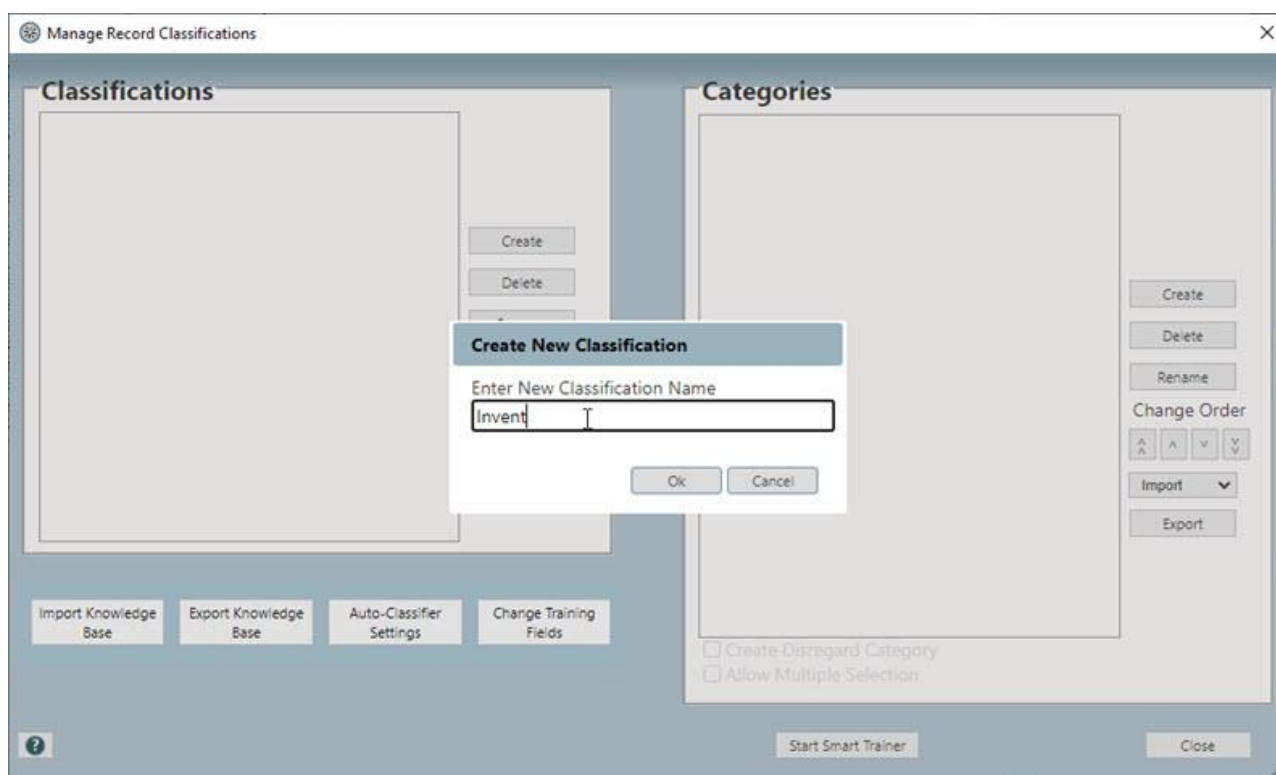 Manage Record Classifications
Classifications
Create
Delete
Categories
Create
Delete
Rename
Change Order
Import
Export
Create New Classification
Enter New Classification Name
Invent
Ok
Cancel
Import Knowledge
Base
Export Knowledge
Base
Auto-Classifier
Settings
Change Training
Fields
Create Disregard Category
Allow Multiple Selection
?
Start Smart Trainer
Close